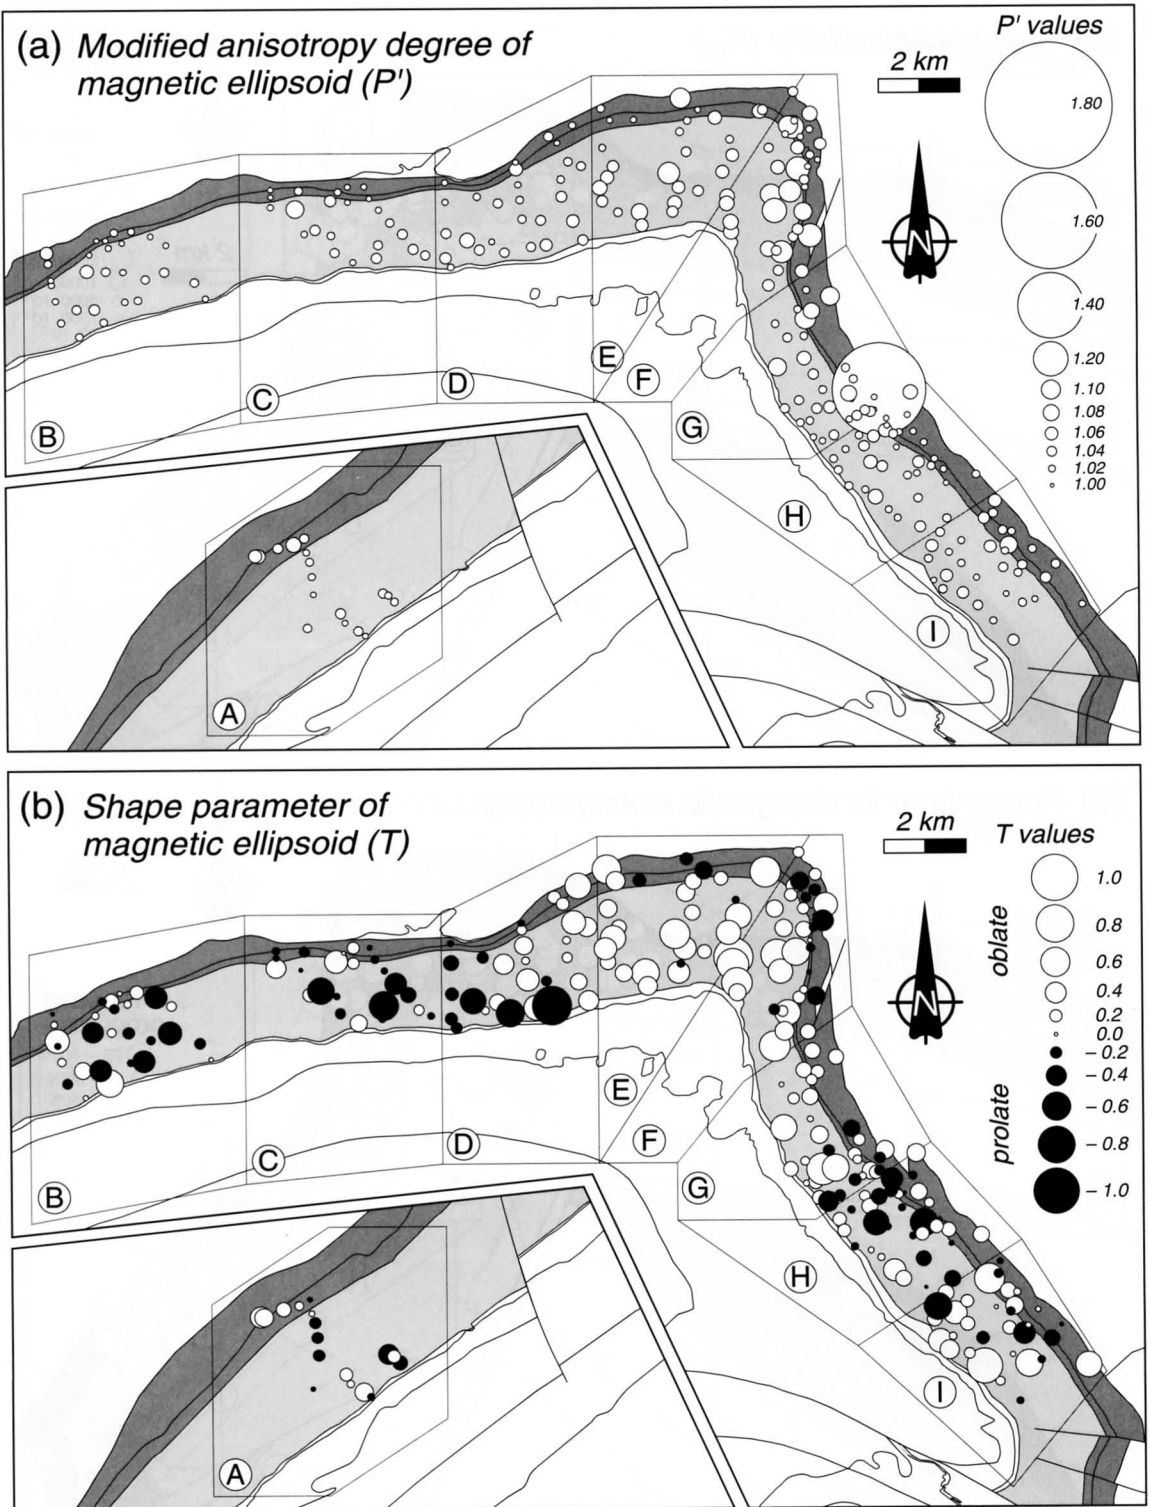 (a) Modified anisotropy degree of
magnetic ellipsoid (P')
2 km
P' values
1.80
1.60
1.40
1.20
1.10
1.08
1.06
1.04
1.02
1.00
N
E
F
D
C
B
G
H
I
A
(b) Shape parameter of
magnetic ellipsoid (T)
2 km
T values
oblate
1.0
0.8
0.6
0.4
0.2
0.0
prolate
– 0.2
– 0.4
– 0.6
– 0.8
– 1.0
N
E
F
D
C
B
G
H
I
A